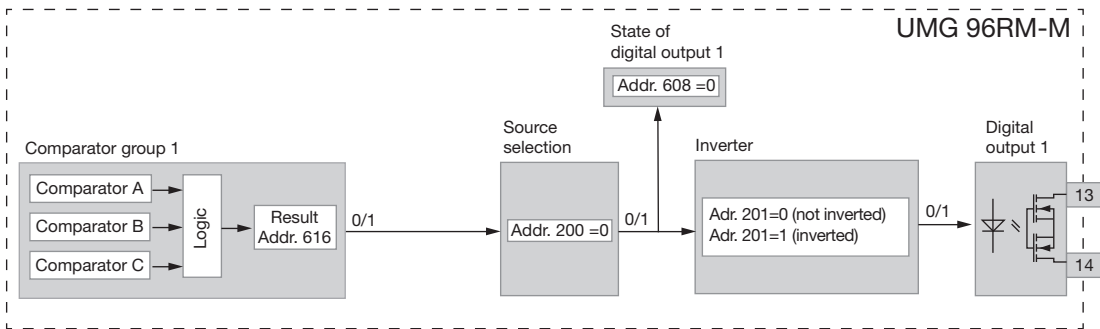 UMG 96RM-M
State of
digital output 1
Addr. 608 =0
Comparator group 1
Comparator A
Comparator B
Comparator C
Logic
Result
Addr. 616
0/1
Source
selection
Addr. 200 =0
0/1
Inverter
Adr. 201=0 (not inverted)
Adr. 201=1 (inverted)
0/1
Digital
output 1
13
14